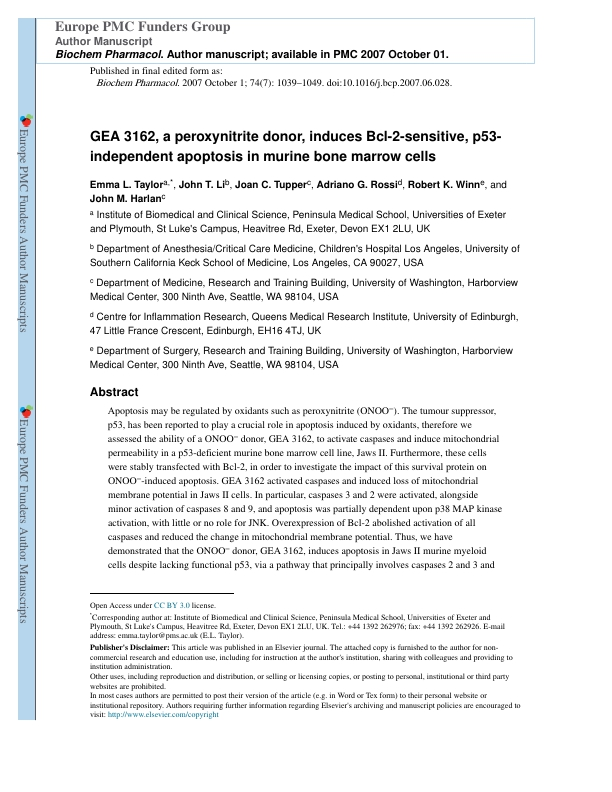 Europe PMC Funders Group
Author Manuscript
Biochem Pharmacol. Author manuscript; available in PMC 2007 October 01.
Published in final edited form as:
Biochem Pharmacol. 2007 October 1; 74(7): 1039–1049. doi:10.1016/j.bcp.2007.06.028.
Europe PMC Funders Author Manuscripts
Europe PMC Funders Author Manuscripts
GEA 3162, a peroxynitrite donor, induces Bcl-2-sensitive, p53-
independent apoptosis in murine bone marrow cells
Emma L. Taylora,*, John T. Lib, Joan C. Tupperc, Adriano G. Rossid, Robert K. Winne, and
John M. Harlanc
a Institute of Biomedical and Clinical Science, Peninsula Medical School, Universities of Exeter
and Plymouth, St Luke's Campus, Heavitree Rd, Exeter, Devon EX1 2LU, UK
b Department of Anesthesia/Critical Care Medicine, Children's Hospital Los Angeles, University of
Southern California Keck School of Medicine, Los Angeles, CA 90027, USA
c Department of Medicine, Research and Training Building, University of Washington, Harborview
Medical Center, 300 Ninth Ave, Seattle, WA 98104, USA
d Centre for Inflammation Research, Queens Medical Research Institute, University of Edinburgh,
47 Little France Crescent, Edinburgh, EH16 4TJ, UK
e Department of Surgery, Research and Training Building, University of Washington, Harborview
Medical Center, 300 Ninth Ave, Seattle, WA 98104, USA
Abstract
Apoptosis may be regulated by oxidants such as peroxynitrite (ONOO−). The tumour suppressor,
p53, has been reported to play a crucial role in apoptosis induced by oxidants, therefore we
assessed the ability of a ONOO− donor, GEA 3162, to activate caspases and induce mitochondrial
permeability in a p53-deficient murine bone marrow cell line, Jaws II. Furthermore, these cells
were stably transfected with Bcl-2, in order to investigate the impact of this survival protein on
ONOO−-induced apoptosis. GEA 3162 activated caspases and induced loss of mitochondrial
membrane potential in Jaws II cells. In particular, caspases 3 and 2 were activated, alongside
minor activation of caspases 8 and 9, and apoptosis was partially dependent upon p38 MAP kinase
activation, with little or no role for JNK. Overexpression of Bcl-2 abolished activation of all
caspases and reduced the change in mitochondrial membrane potential. Thus, we have
demonstrated that the ONOO− donor, GEA 3162, induces apoptosis in Jaws II murine myeloid
cells despite lacking functional p53, via a pathway that principally involves caspases 2 and 3 and
Open Access under CC BY 3.0 license.
*Corresponding author at: Institute of Biomedical and Clinical Science, Peninsula Medical School, Universities of Exeter and
Plymouth, St Luke's Campus, Heavitree Rd, Exeter, Devon EX1 2LU, UK. Tel.: +44 1392 262976; fax: +44 1392 262926. E-mail
address: emma.taylor@pms.ac.uk (E.L. Taylor).
Publisher's Disclaimer: This article was published in an Elsevier journal. The attached copy is furnished to the author for non-
commercial research and education use, including for instruction at the author's institution, sharing with colleagues and providing to
institution administration.
Other uses, including reproduction and distribution, or selling or licensing copies, or posting to personal, institutional or third party
websites are prohibited.
In most cases authors are permitted to post their version of the article (e.g. in Word or Tex form) to their personal website or
institutional repository. Authors requiring further information regarding Elsevier's archiving and manuscript policies are encouraged to
visit: http://www.elsevier.com/copyright